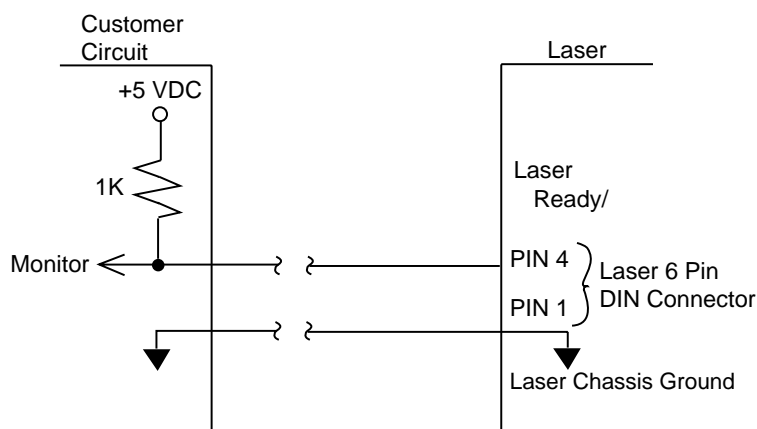 Customer
Circuit
Laser
+5 VDC
1K
Laser
Ready/
Monitor
PIN 4
PIN 1
Laser 6 Pin
DIN Connector
Laser Chassis Ground